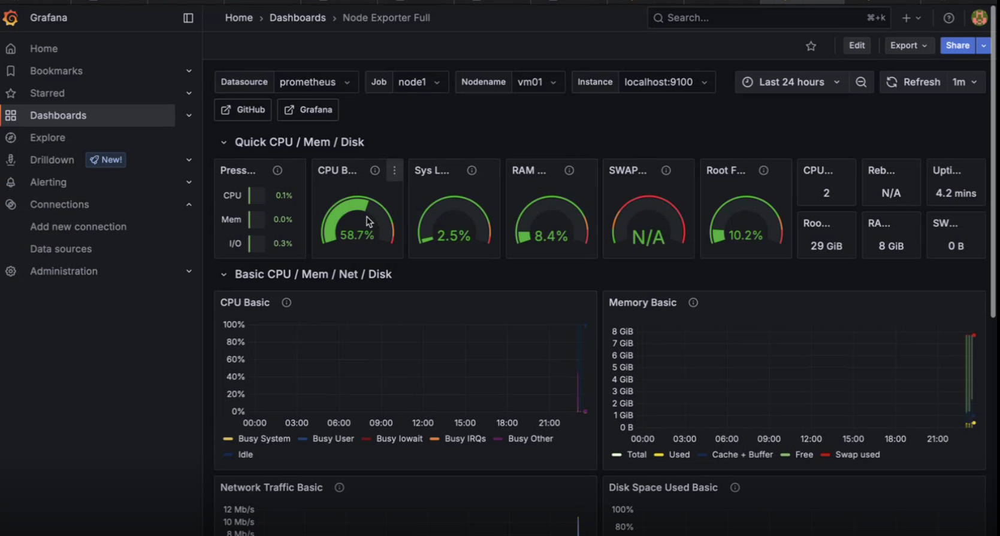 Grafana
Home › Dashboards › Node Exporter Full
Search...
⌘+k
Home
Bookmarks
Starred
Dashboards
Explore
Drilldown New!
Alerting
Connections
Add new connection
Data sources
Administration
Edit
Export
Share
Datasource prometheus
Job node1
Nodename vm01
Instance localhost:9100
Last 24 hours
Refresh 1m
GitHub
Grafana
Quick CPU / Mem / Disk
Press...
CPU 0.1%
Mem 0.0%
I/O 0.3%
CPU B...
58.7%
Sys L...
2.5%
RAM ...
8.4%
SWAP...
N/A
Root F...
10.2%
CPU...
2
Reb...
N/A
Upti...
4.2 mins
Roo...
29 GiB
RA...
8 GiB
SW...
0 B
Basic CPU / Mem / Net / Disk
CPU Basic
100%
80%
60%
40%
20%
0%
00:00 03:00 06:00 09:00 12:00 15:00 18:00 21:00
Busy System Busy User Busy Iowait Busy IRQs Busy Other
Idle
Memory Basic
8 GiB
7 GiB
6 GiB
5 GiB
4 GiB
3 GiB
2 GiB
1 GiB
0 B
00:00 03:00 06:00 09:00 12:00 15:00 18:00 21:00
Total Used Cache + Buffer Free Swap used
Network Traffic Basic
12 Mb/s
10 Mb/s
8 Mb/s
Disk Space Used Basic
100%
80%